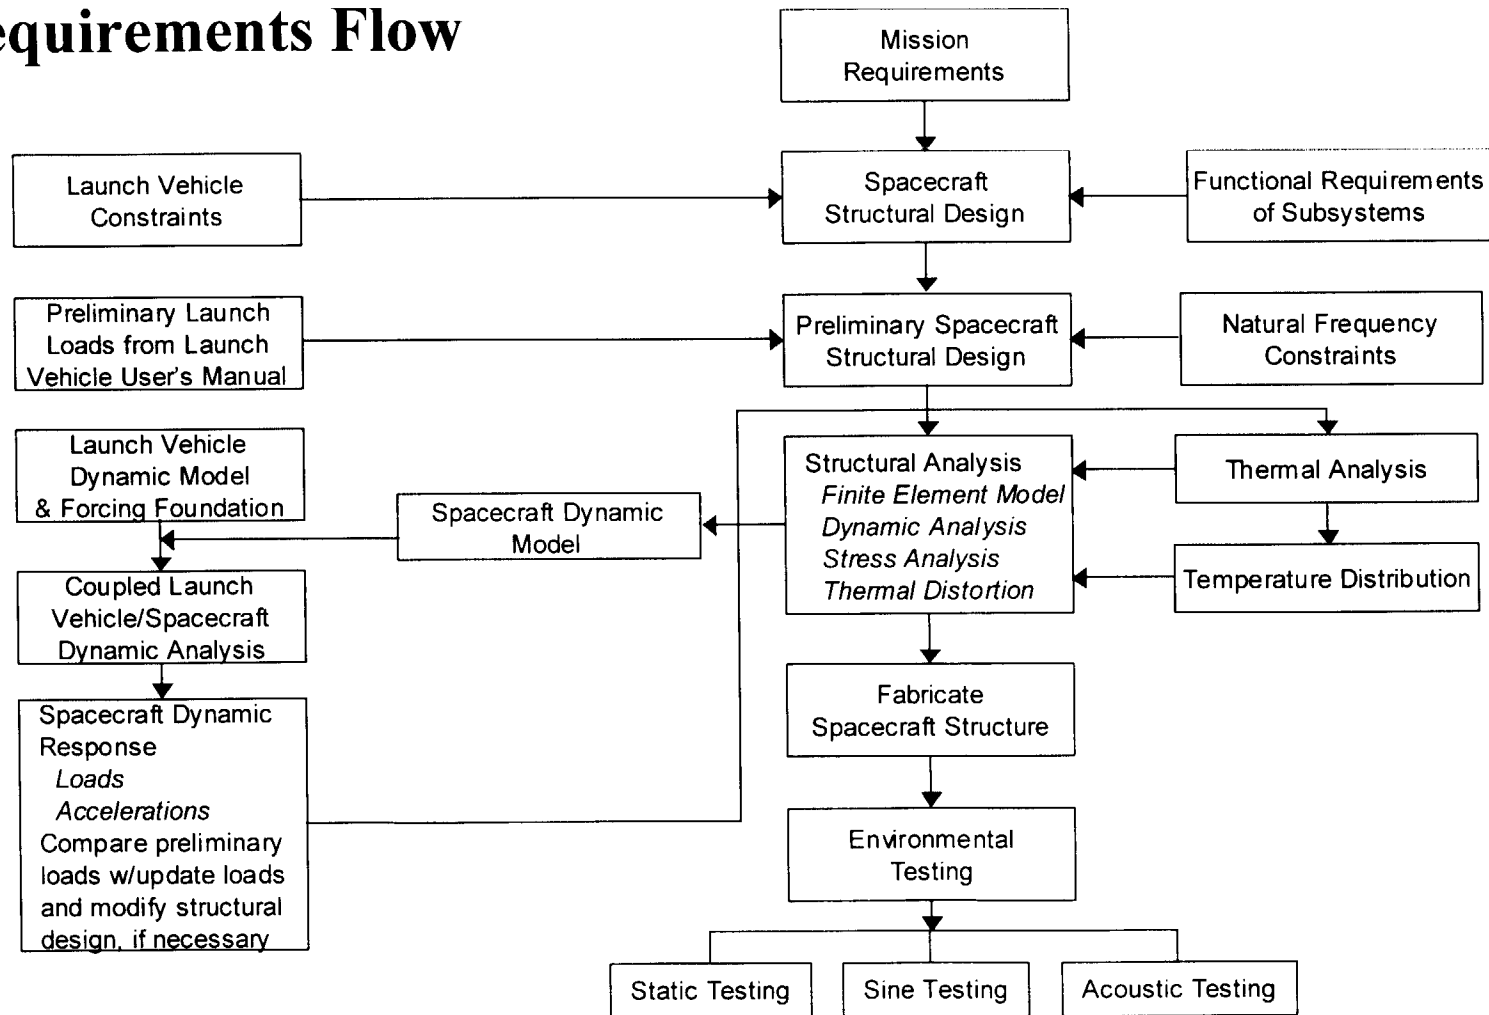 equirements Flow
Mission
Requirements
Launch Vehicle
Constraints
Spacecraft
Structural Design
Functional Requirements
of Subsystems
Preliminary Launch
Loads from Launch
Vehicle User's Manual
Preliminary Spacecraft
Structural Design
Natural Frequency
Constraints
Launch Vehicle
Dynamic Model
& Forcing Foundation
Spacecraft Dynamic
Model
Structural Analysis
Finite Element Model
Dynamic Analysis
Stress Analysis
Thermal Distortion
Thermal Analysis
Temperature Distribution
Coupled Launch
Vehicle/Spacecraft
Dynamic Analysis
Spacecraft Dynamic
Response
Loads
Accelerations
Compare preliminary
loads w/update loads
and modify structural
design, if necessary
Fabricate
Spacecraft Structure
Environmental
Testing
Static Testing
Sine Testing
Acoustic Testing